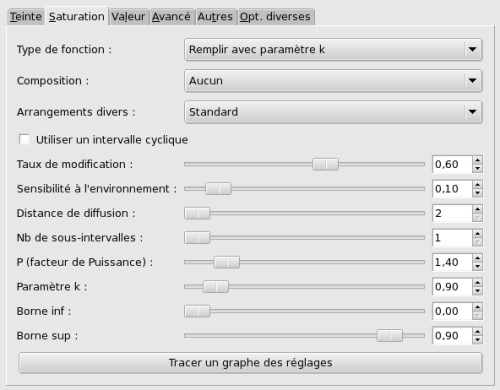 Teinte Saturation Valeur Avancé Autres Opt. diverses
Type de fonction : Remplir avec paramètre k
Composition : Aucun
Arrangements divers : Standard
Utiliser un intervalle cyclique
Taux de modification : 0,60
Sensibilité à l'environnement : 0,10
Distance de diffusion : 2
Nb de sous-intervalles : 1
P (facteur de Puissance) : 1,40
Paramètre k : 0,90
Borne inf : 0,00
Borne sup : 0,90
Tracer un graphe des réglages